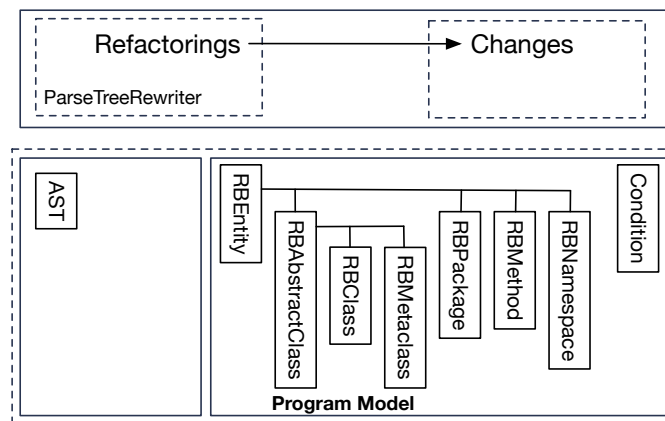 Refactorings
Changes
ParseTreeRewriter
AST
RBEntity
RBAbstractClass
RBClass
RBMetaclass
RBPackage
RBMethod
RBNamespace
Condition
Program Model